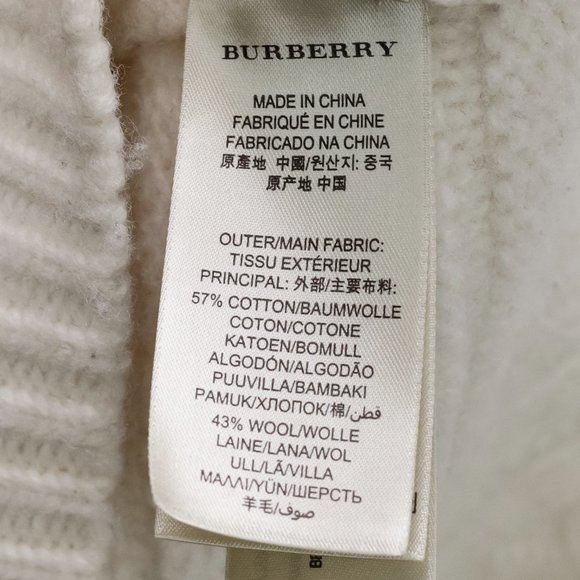 BURBERRY
MADE IN CHINA
FABRIQUÉ EN CHINE
FABRICADO NA CHINA
原產地 中國/원산지: 중국
原产地 中国
OUTER/MAIN FABRIC:
TISSU EXTÉRIEUR
PRINCIPAL: 外部/主要布料:
57% COTTON/BAUMWOLLE
COTON/COTONE
KATOEN/BOMULL
ALGODÓN/ALGODÃO
PUUVILLA/ΒΑΜΒΑΚΙ
PAMUK/ХЛОПОК/棉/قطن
43% WOOL/WOLLE
LAINE/LANA/WOL
ULL/LÃ/VILLA
ΜΑΛΛΙ/YÜN/ШЕРСТЬ
羊毛/صوف